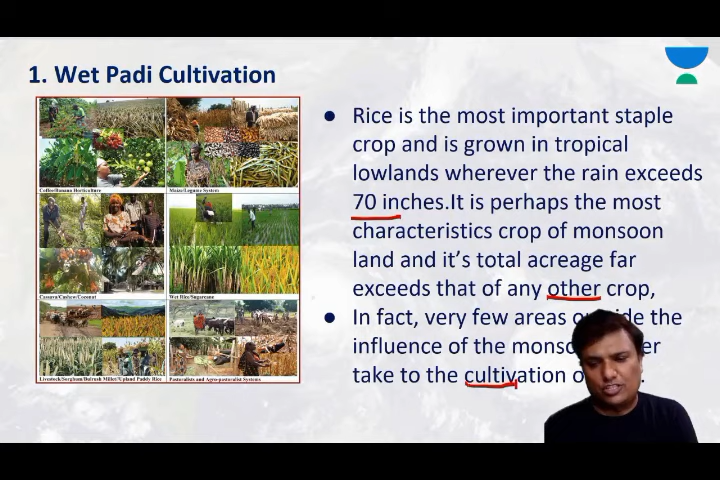 1. Wet Padi Cultivation
Coffee/Banana Horticulture
Maize/Legume System
Cassava/Cashew/Coconut
Wet Rice/Sugarcane
Livestock/Sorghum/Bulrush Millet/Upland Paddy Rice
Pastoralists and Agro-pastoralist Systems
● Rice is the most important staple
crop and is grown in tropical
lowlands wherever the rain exceeds
70 inches.It is perhaps the most
characteristics crop of monsoon
land and it's total acreage far
exceeds that of any other crop,
● In fact, very few areas the
influence of the
take to the cultivation